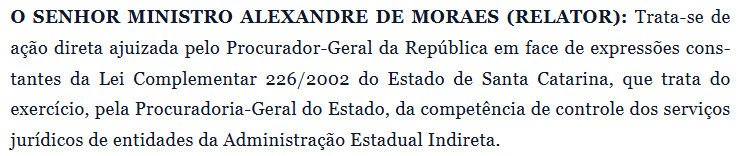 O SENHOR MINISTRO ALEXANDRE DE MORAES (RELATOR): Trata-se de
ação direta ajuizada pelo Procurador-Geral da República em face de expressões cons-
tantes da Lei Complementar 226/2002 do Estado de Santa Catarina, que trata do
exercício, pela Procuradoria-Geral do Estado, da competência de controle dos serviços
jurídicos de entidades da Administração Estadual Indireta.